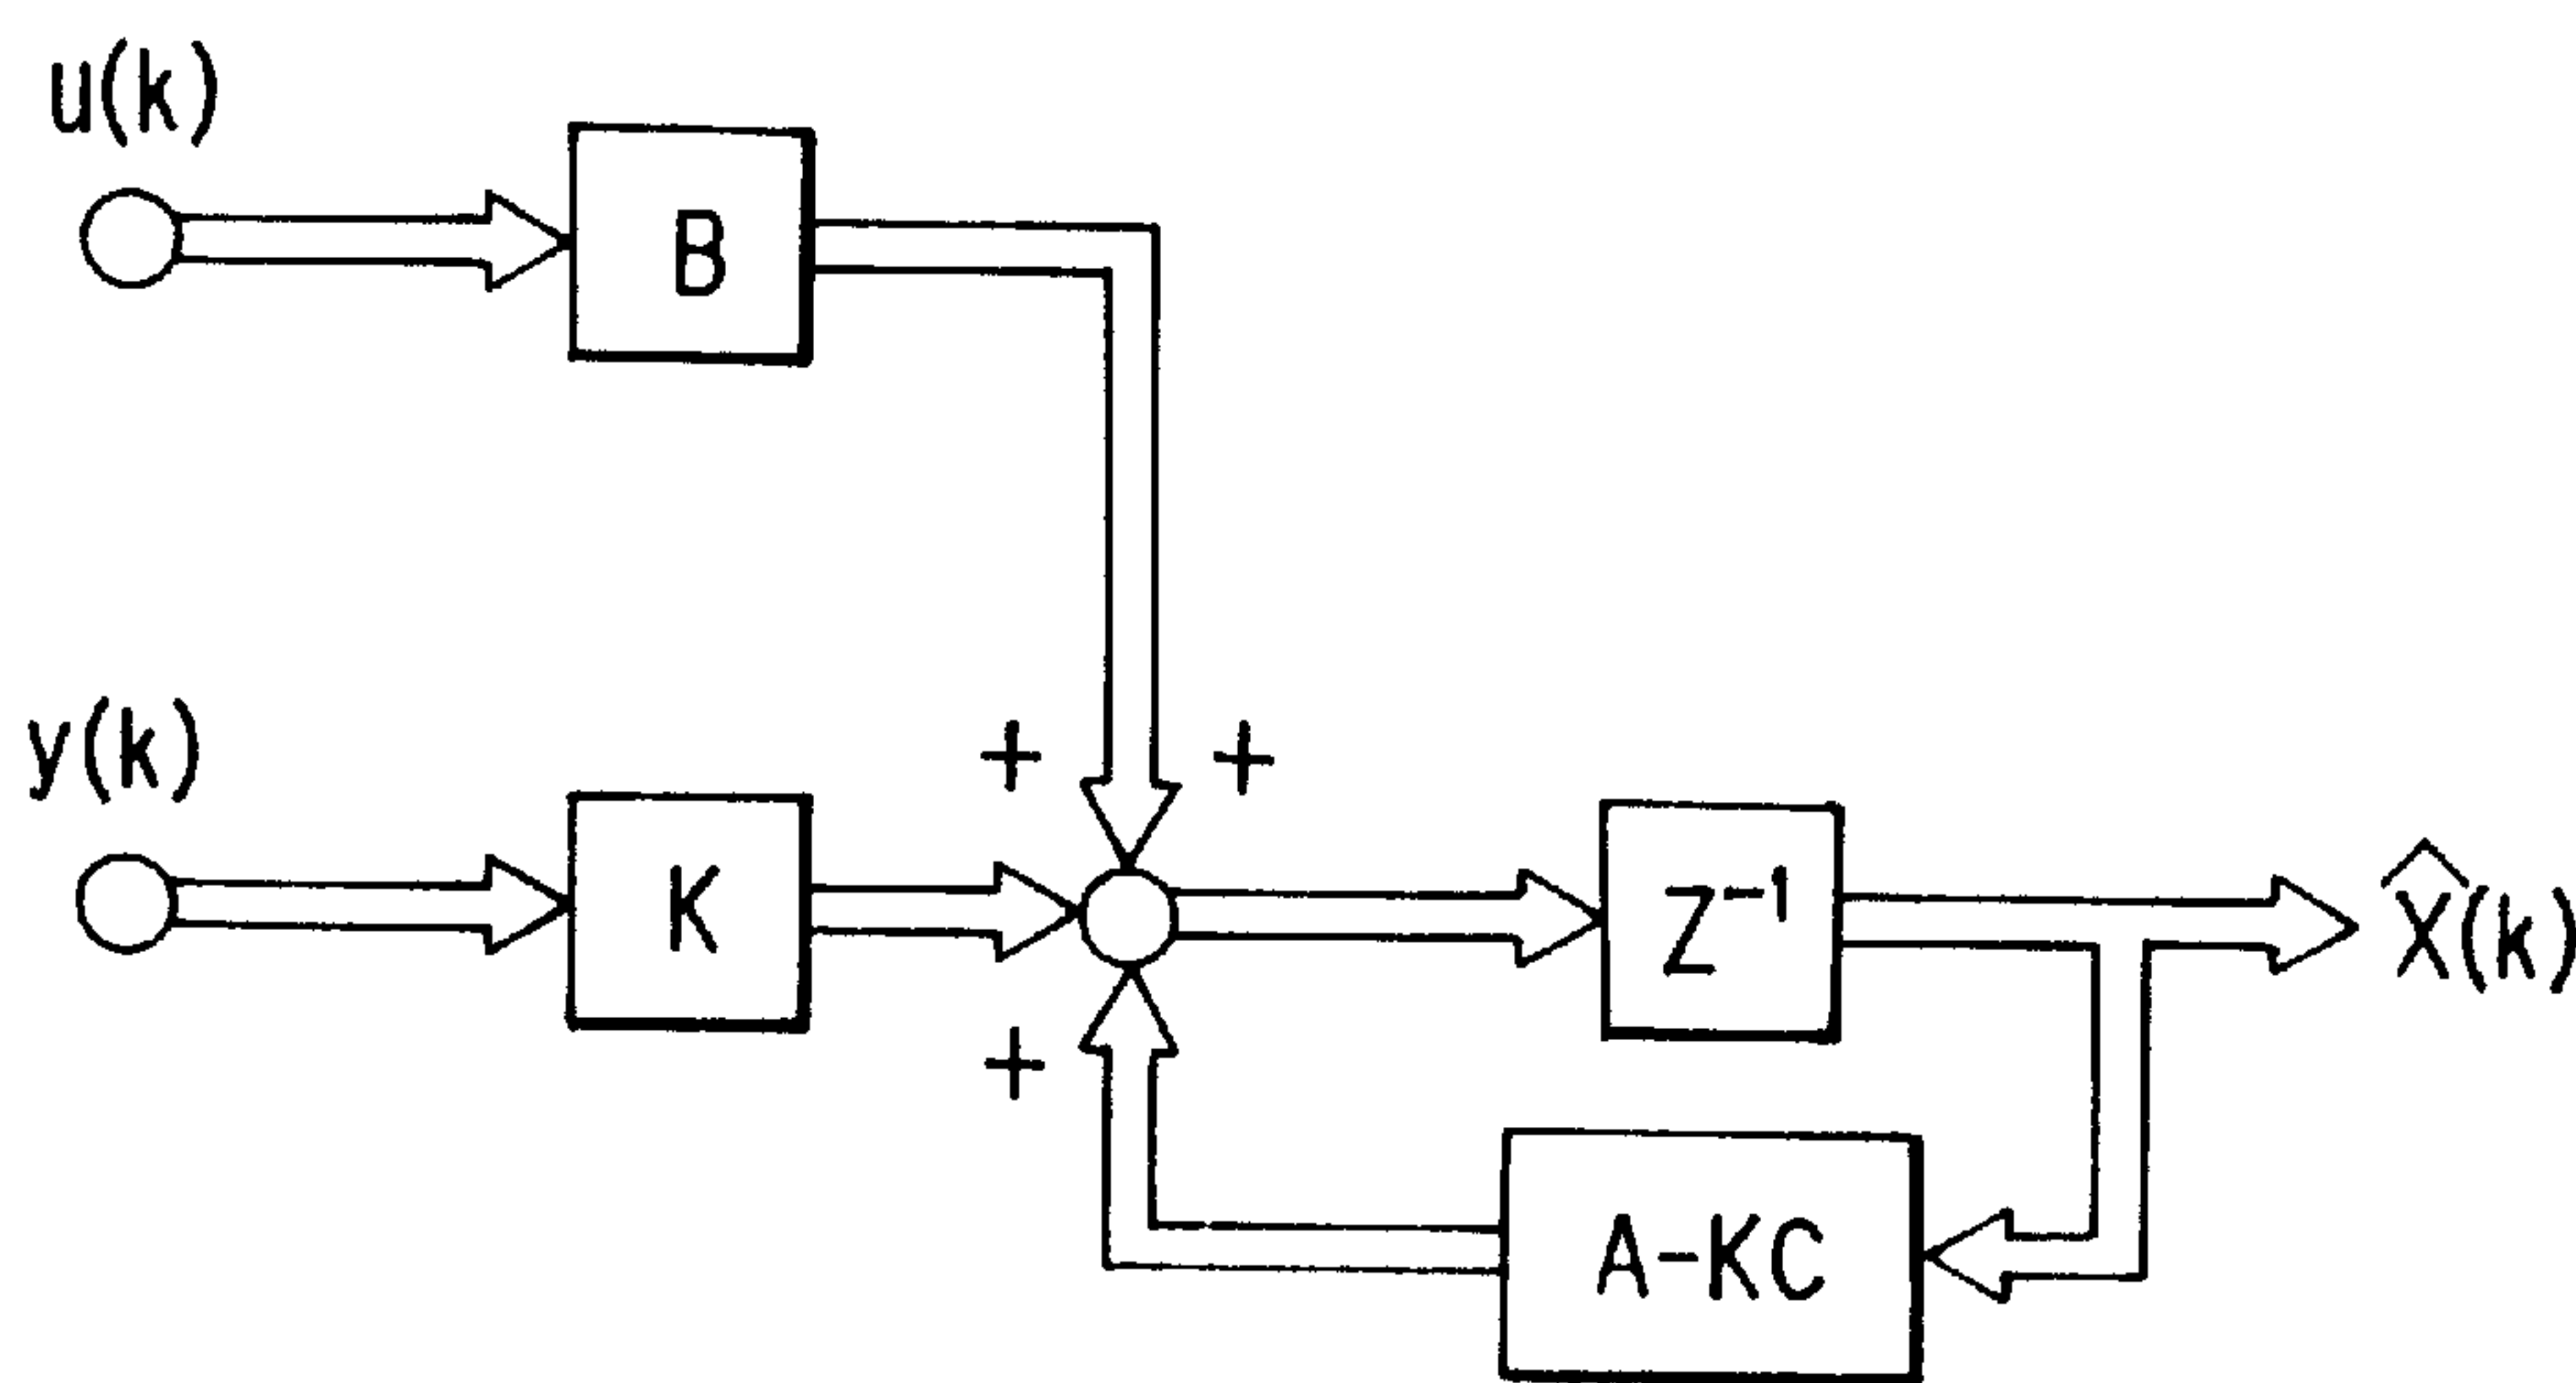 u(k)
B
y(k)
+ +
K
Z⁻¹
X̂(k)
+
A-KC